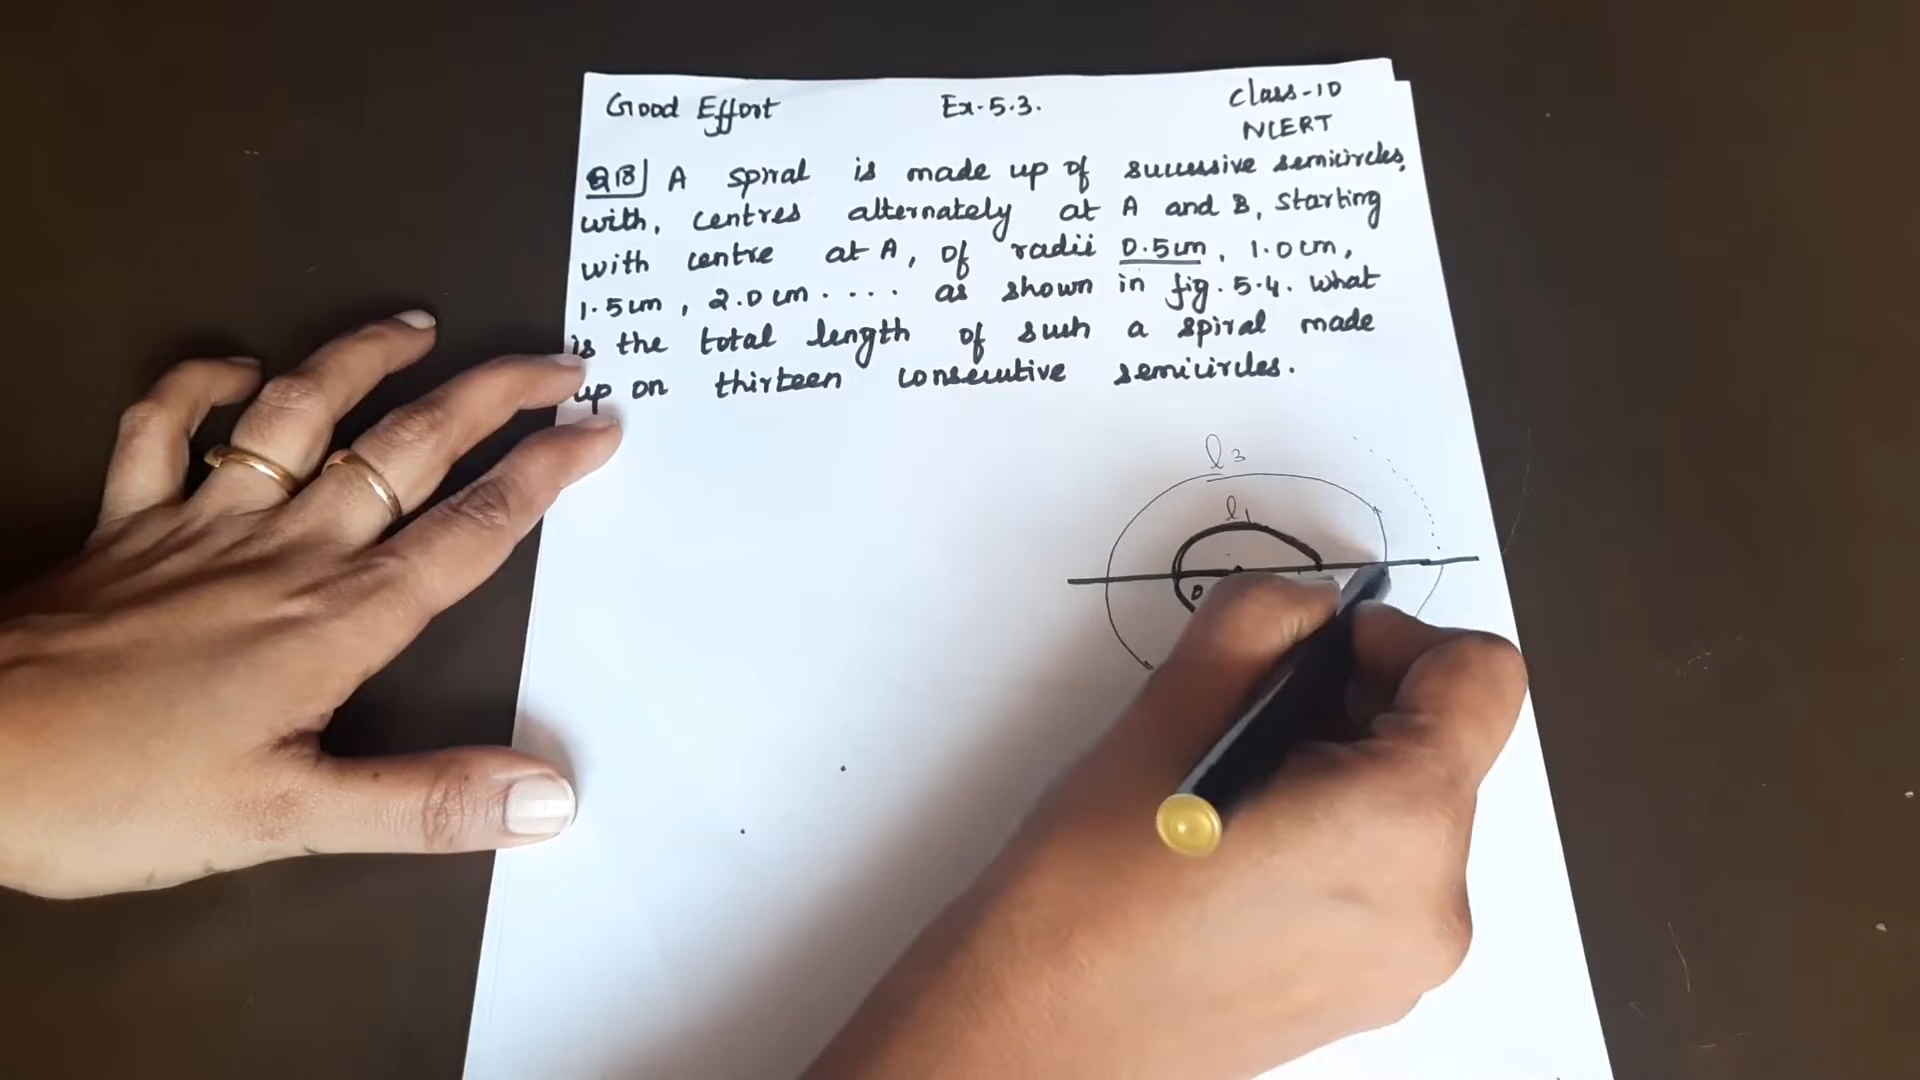 Good Effort Ex-5.3. Class-10
NCERT
Q18 A spiral is made up of successive semicircles,
with, centres alternately at A and B, starting
with centre at A, of radii 0.5cm, 1.0cm,
1.5cm, 2.0cm.... as shown in fig. 5.4. What
is the total length of such a spiral made
up on thirteen consecutive semicircles.
l3
l1